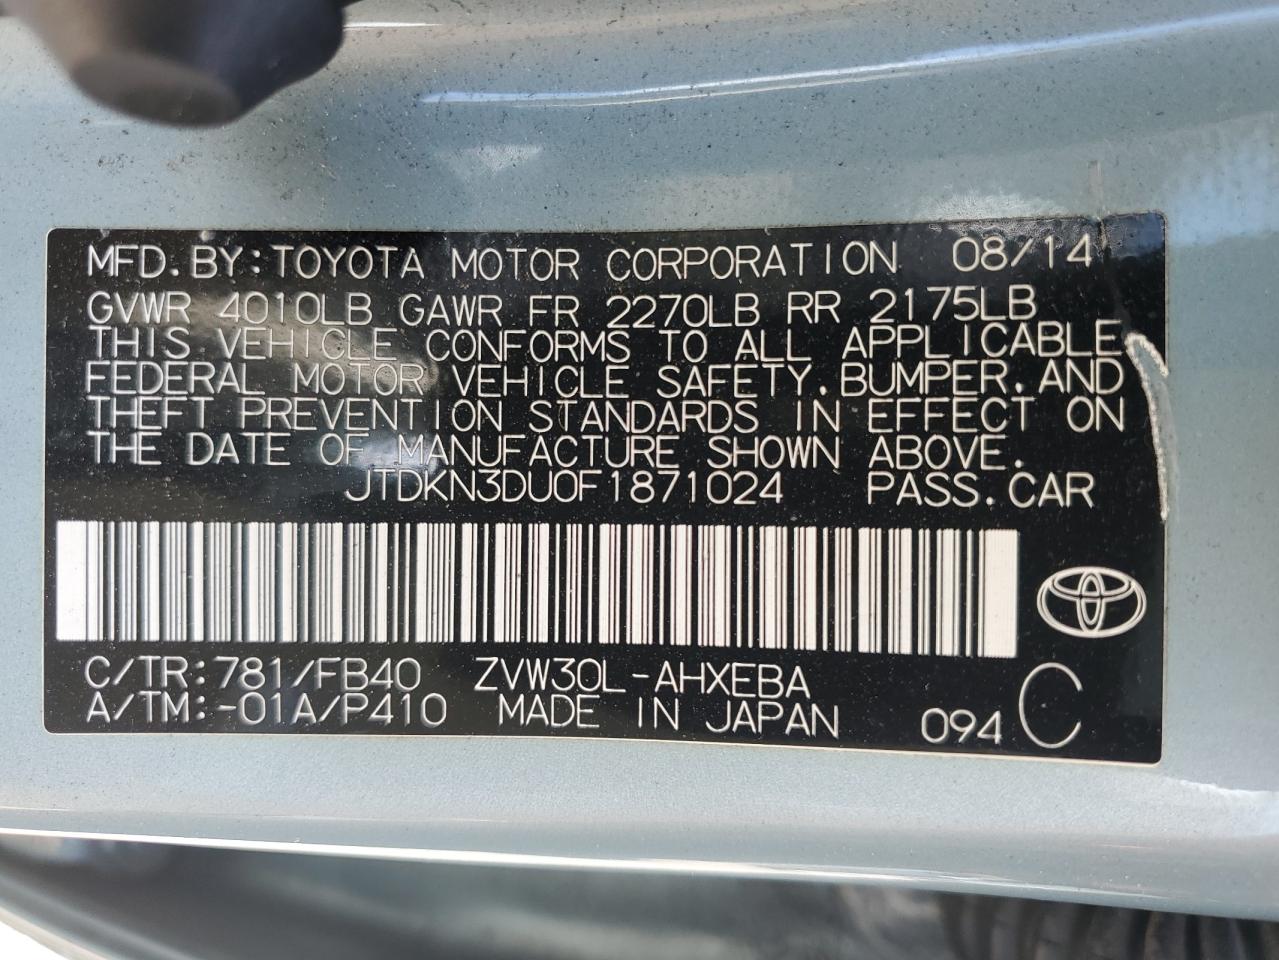 MFD.BY:TOYOTA MOTOR CORPORATION 08/14
GVWR 4010LB GAWR FR 2270LB RR 2175LB
THIS VEHICLE CONFORMS TO ALL APPLICABLE
FEDERAL MOTOR VEHICLE SAFETY.BUMPER.AND
THEFT PREVENTION STANDARDS IN EFFECT ON
THE DATE OF MANUFACTURE SHOWN ABOVE.
JTDKN3DU0F1871024 PASS.CAR
C/TR:781/FB40 ZVW30L-AHXEBA
A/TM:-01A/P410 MADE IN JAPAN 094 C